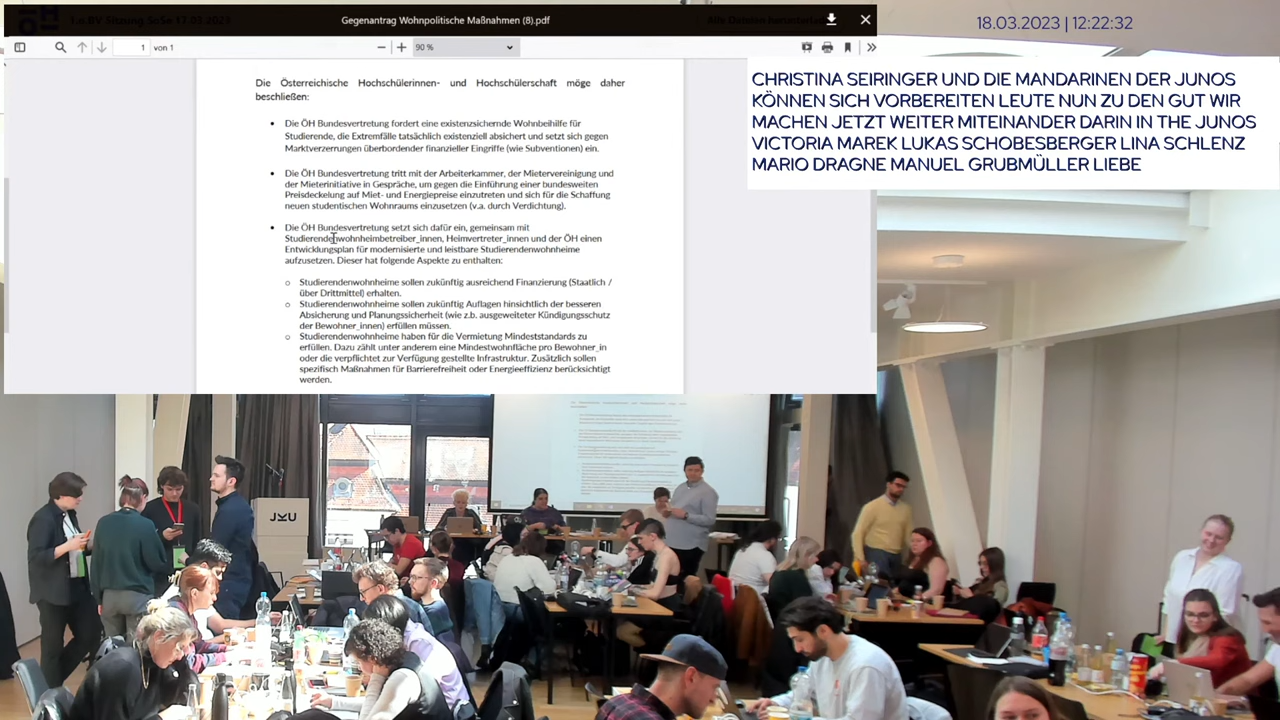 1.o.BV Sitzung SoSe 17.03.2023
Gegenantrag Wohnpolitische Maßnahmen (8).pdf
18.03.2023 | 12:22:32
1 von 1
90 %
Die Österreichische Hochschülerinnen- und Hochschülerschaft möge daher
beschließen:
• Die ÖH Bundesvertretung fordert eine existenzsichernde Wohnbeihilfe für
Studierende, die Extremfälle tatsächlich existenziell absichert und setzt sich gegen
Marktverzerrungen überbordender finanzieller Eingriffe (wie Subventionen) ein.
• Die ÖH Bundesvertretung tritt mit der Arbeiterkammer, der Mietervereinigung und
der Mieterinitiative in Gespräche, um gegen die Einführung einer bundesweiten
Preisdeckelung auf Miet- und Energiepreise einzutreten und sich für die Schaffung
neuen studentischen Wohnraums einzusetzen (v.a. durch Verdichtung).
• Die ÖH Bundesvertretung setzt sich dafür ein, gemeinsam mit
Studierendenwohnheimbetreiber_innen, Heimvertreter_innen und der ÖH einen
Entwicklungsplan für modernisierte und leistbare Studierendenwohnheime
aufzusetzen. Dieser hat folgende Aspekte zu enthalten:
o Studierendenwohnheime sollen zukünftig ausreichend Finanzierung (Staatlich /
über Drittmittel) erhalten.
o Studierendenwohnheime sollen zukünftig Auflagen hinsichtlich der besseren
Absicherung und Planungssicherheit (wie z.b. ausgeweiteter Kündigungsschutz
der Bewohner_innen) erfüllen müssen.
o Studierendenwohnheime haben für die Vermietung Mindeststandards zu
erfüllen. Dazu zählt unter anderem eine Mindestwohnfläche pro Bewohner_in
oder die verpflichtet zur Verfügung gestellte Infrastruktur. Zusätzlich sollen
spezifisch Maßnahmen für Barrierefreiheit oder Energieeffizienz berücksichtigt
werden.
CHRISTINA SEIRINGER UND DIE MANDARINEN DER JUNOS
KÖNNEN SICH VORBEREITEN LEUTE NUN ZU DEN GUT WIR
MACHEN JETZT WEITER MITEINANDER DARIN IN THE JUNOS
VICTORIA MAREK LUKAS SCHOBESBERGER LINA SCHLENZ
MARIO DRAGNE MANUEL GRUBMÜLLER LIEBE
JKU